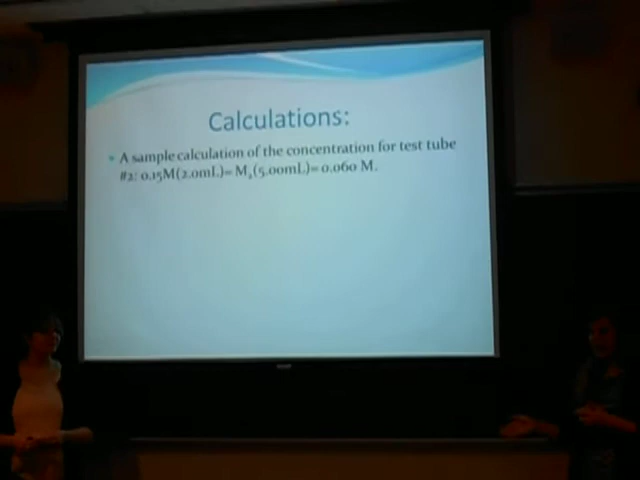 Calculations:
A sample calculation of the concentration for test tube
#2: 0.15M(2.0mL)= M₂(5.00mL)= 0.060 M.